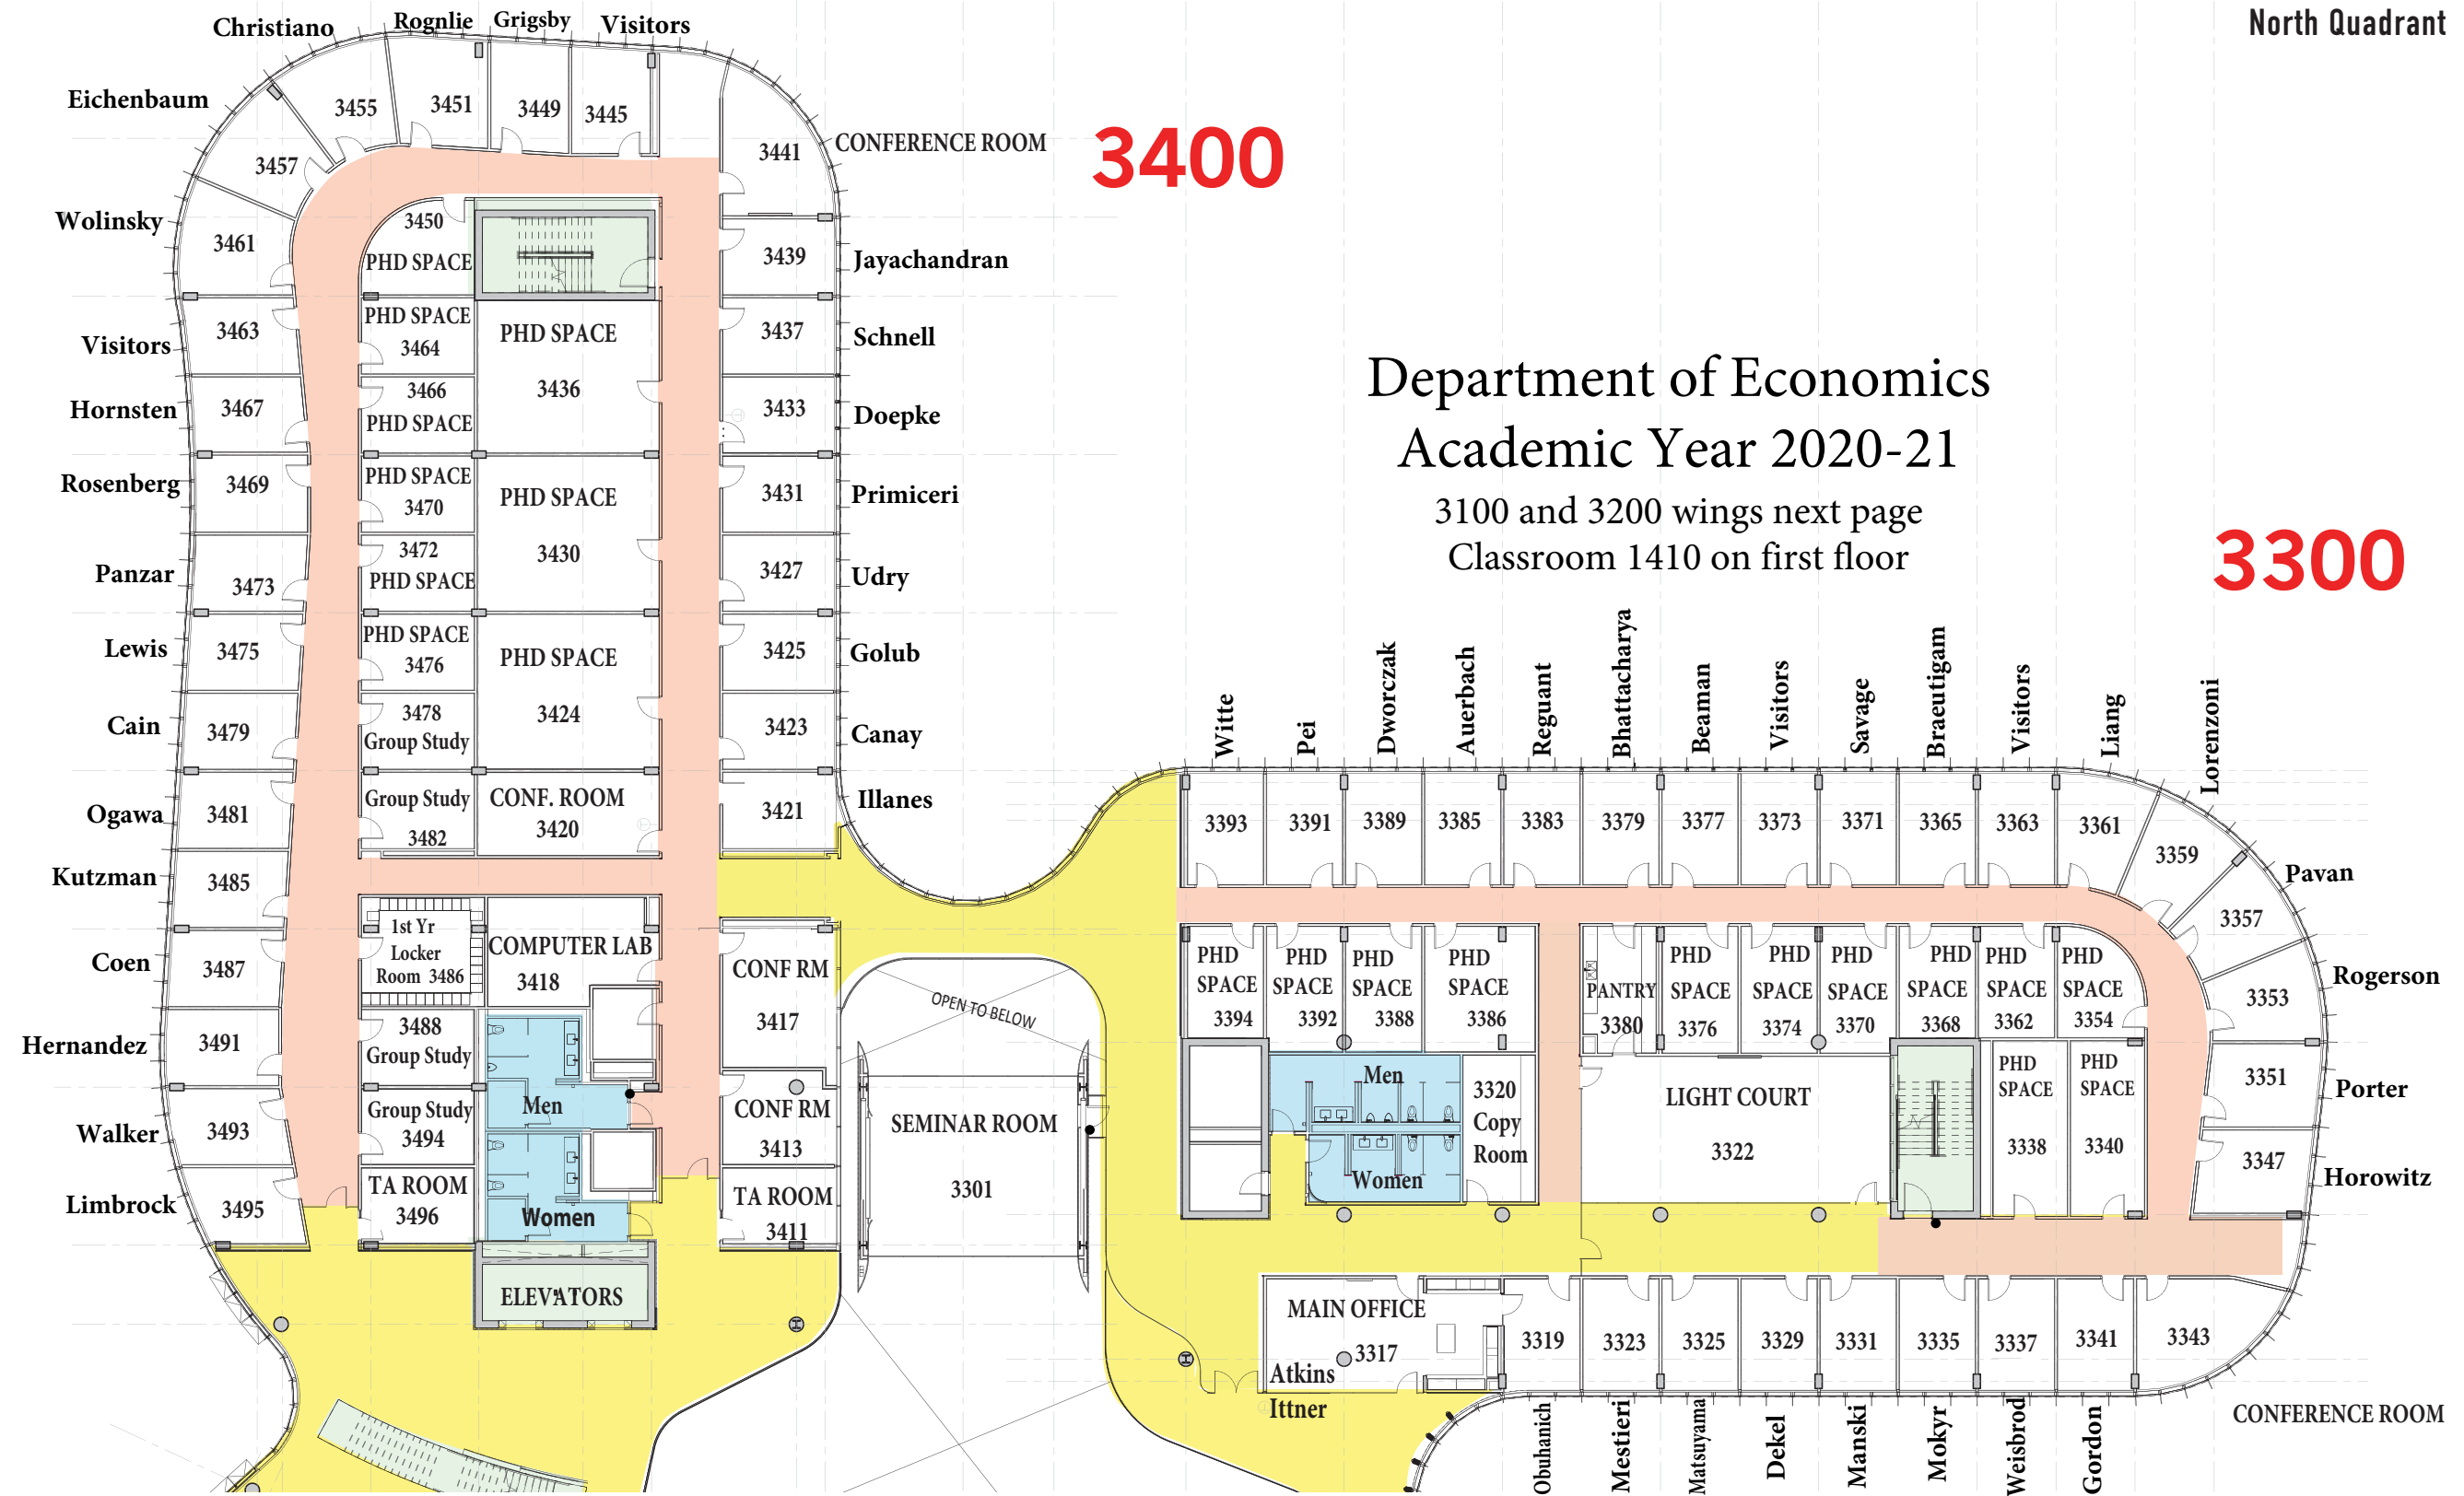 North Quadrant
Christiano
Rognlie
Grigsby
Visitors
Eichenbaum
3455
3451
3449
3445
3441
CONFERENCE ROOM
3400
3457
Wolinsky
3461
3450
PHD SPACE
3439
Jayachandran
Visitors
3463
PHD SPACE
3464
PHD SPACE
3436
3437
Schnell
Hornsten
3467
3466
PHD SPACE
3433
Doepke
Department of Economics
Academic Year 2020-21
3100 and 3200 wings next page
Classroom 1410 on first floor
3300
Rosenberg
3469
PHD SPACE
3470
PHD SPACE
3430
3431
Primiceri
Panzar
3473
3472
PHD SPACE
3427
Udry
Lewis
3475
PHD SPACE
3476
PHD SPACE
3424
3425
Golub
Cain
3479
3478
Group Study
3423
Canay
Ogawa
3481
Group Study
3482
CONF. ROOM
3420
3421
Illanes
Kutzman
3485
Coen
3487
1st Yr
Locker
Room 3486
COMPUTER LAB
3418
CONF RM
3417
OPEN TO BELOW
Hernandez
3491
3488
Group Study
Walker
3493
Group Study
3494
Men
CONF RM
3413
SEMINAR ROOM
3301
Limbrock
3495
TA ROOM
3496
Women
TA ROOM
3411
ELEVATORS
Witte
Pei
Dworczak
Auerbach
Reguant
Bhattacharya
Beaman
Visitors
Savage
Braeutigam
Visitors
Liang
Lorenzoni
3393
3391
3389
3385
3383
3379
3377
3373
3371
3365
3363
3361
3359
Pavan
3357
Rogerson
3353
Porter
3351
Horowitz
3347
PHD
SPACE
3394
PHD
SPACE
3392
PHD
SPACE
3388
PHD
SPACE
3386
PANTRY
3380
PHD
SPACE
3376
PHD
SPACE
3374
PHD
SPACE
3370
PHD
SPACE
3368
PHD
SPACE
3362
PHD
SPACE
3354
Men
Women
3320
Copy
Room
LIGHT COURT
3322
PHD
SPACE
3338
PHD
SPACE
3340
MAIN OFFICE
3317
Atkins
Ittner
3319
3323
3325
3329
3331
3335
3337
3341
3343
Obuhanich
Mestieri
Matsuyama
Dekel
Manski
Mokyr
Weisbrod
Gordon
CONFERENCE ROOM